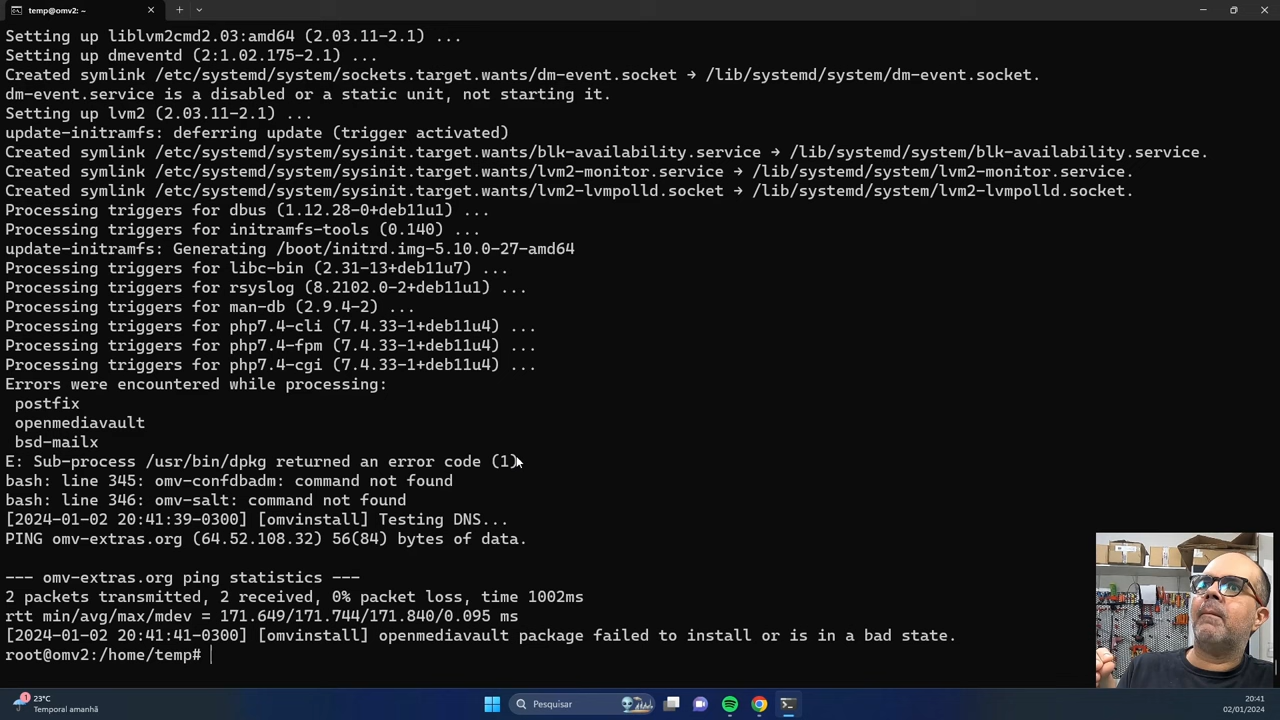 temp@omv2: ~
Setting up liblvm2cmd2.03:amd64 (2.03.11-2.1) ...
Setting up dmeventd (2:1.02.175-2.1) ...
Created symlink /etc/systemd/system/sockets.target.wants/dm-event.socket → /lib/systemd/system/dm-event.socket.
dm-event.service is a disabled or a static unit, not starting it.
Setting up lvm2 (2.03.11-2.1) ...
update-initramfs: deferring update (trigger activated)
Created symlink /etc/systemd/system/sysinit.target.wants/blk-availability.service → /lib/systemd/system/blk-availability.service.
Created symlink /etc/systemd/system/sysinit.target.wants/lvm2-monitor.service → /lib/systemd/system/lvm2-monitor.service.
Created symlink /etc/systemd/system/sysinit.target.wants/lvm2-lvmpolld.socket → /lib/systemd/system/lvm2-lvmpolld.socket.
Processing triggers for dbus (1.12.28-0+deb11u1) ...
Processing triggers for initramfs-tools (0.140) ...
update-initramfs: Generating /boot/initrd.img-5.10.0-27-amd64
Processing triggers for libc-bin (2.31-13+deb11u7) ...
Processing triggers for rsyslog (8.2102.0-2+deb11u1) ...
Processing triggers for man-db (2.9.4-2) ...
Processing triggers for php7.4-cli (7.4.33-1+deb11u4) ...
Processing triggers for php7.4-fpm (7.4.33-1+deb11u4) ...
Processing triggers for php7.4-cgi (7.4.33-1+deb11u4) ...
Errors were encountered while processing:
postfix
openmediavault
bsd-mailx
E: Sub-process /usr/bin/dpkg returned an error code (1)
bash: line 345: omv-confdbadm: command not found
bash: line 346: omv-salt: command not found
[2024-01-02 20:41:39-0300] [omvinstall] Testing DNS...
PING omv-extras.org (64.52.108.32) 56(84) bytes of data.
--- omv-extras.org ping statistics ---
2 packets transmitted, 2 received, 0% packet loss, time 1002ms
rtt min/avg/max/mdev = 171.649/171.744/171.840/0.095 ms
[2024-01-02 20:41:41-0300] [omvinstall] openmediavault package failed to install or is in a bad state.
root@omv2:/home/temp#
1
23°C
Temporal amanhã
Pesquisar
20:41
02/01/2024